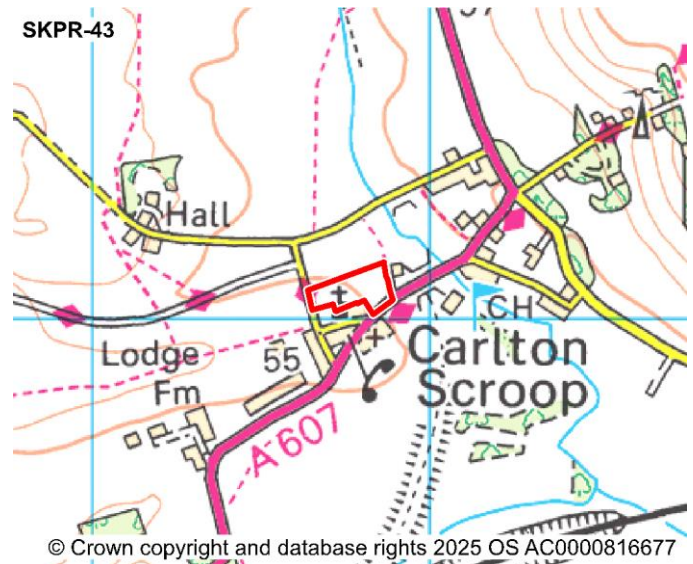 SKPR-43
Hall
CH
Carlton
Scroop
Lodge
Fm
55
A 607
© Crown copyright and database rights 2025 OS AC0000816677